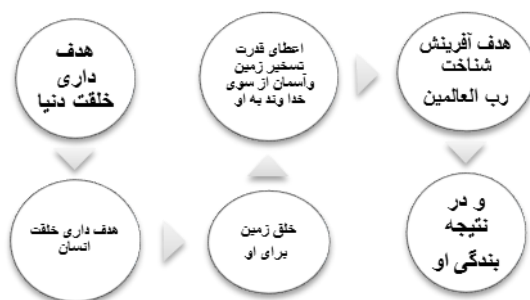 هدف
داری
خلقت دنیا
هدف داری خلقت
انسان
خلق زمین
برای او
اعطای قدرت
تسخیر زمین
وآسمان از سوی
خدا وند به او
هدف آفرینش
شناخت
رب العالمین
و در
نتیجه
بندگی او